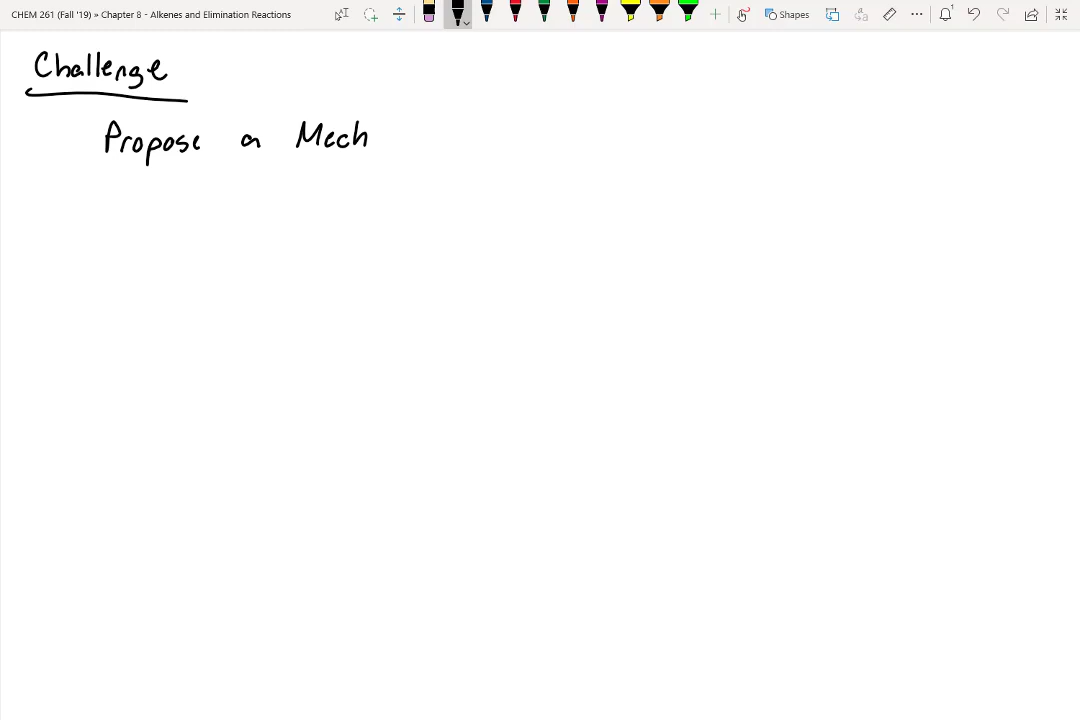 CHEM 261 (Fall '19) » Chapter 8 - Alkenes and Elimination Reactions
Shapes
Challenge
Propose a Mech